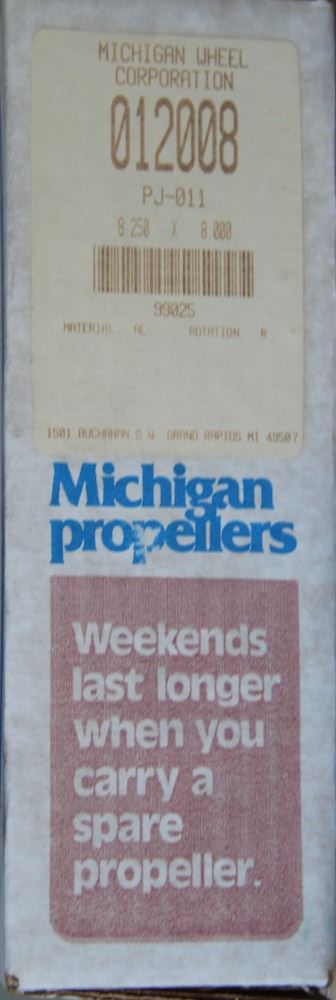 MICHIGAN WHEEL
CORPORATION
012008
PJ-011
8 250 X 8.000
99025
MATERIAL AL ROTATION R
1501 BUCHANAN S W GRAND RAPIDS MI 49507
Michigan
propellers
Weekends
last longer
when you
carry a
spare
propeller.